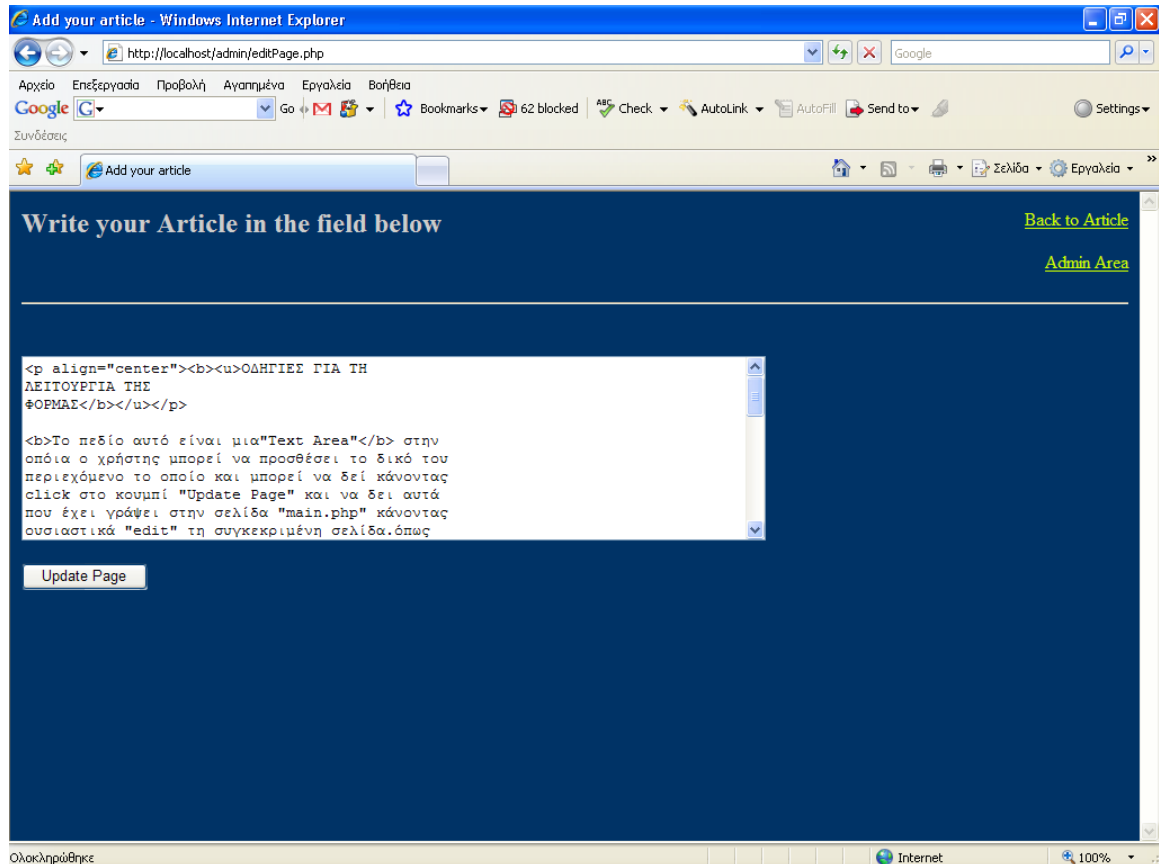 Add your article - Windows Internet Explorer
http://localhost/admin/editPage.php
Google
Αρχείο Επεξεργασία Προβολή Αγαπημένα Εργαλεία Βοήθεια
Google G Go Bookmarks 62 blocked ABC Check AutoLink AutoFill Send to Settings
Συνδέσεις
Add your article
Σελίδα Εργαλεία »
Write your Article in the field below
Back to Article
Admin Area
<p align="center"><b><u>ΟΔΗΓΙΕΣ ΓΙΑ ΤΗ
ΛΕΙΤΟΥΡΓΙΑ ΤΗΣ
ΦΟΡΜΑΣ</b></u></p>
<b>Το πεδίο αυτό είναι μια"Text Area"</b> στην
οπόια ο χρήστης μπορεί να προσθέσει το δικό του
περιεχόμενο το οποίο και μπορεί να δεί κάνοντας
click στο κουμπί "Update Page" και να δει αυτά
που έχει γράψει στην σελίδα "main.php" κάνοντας
ουσιαστικά "edit" τη συγκεκριμένη σελίδα.όπως
Update Page
Ολοκληρώθηκε
Internet
100%